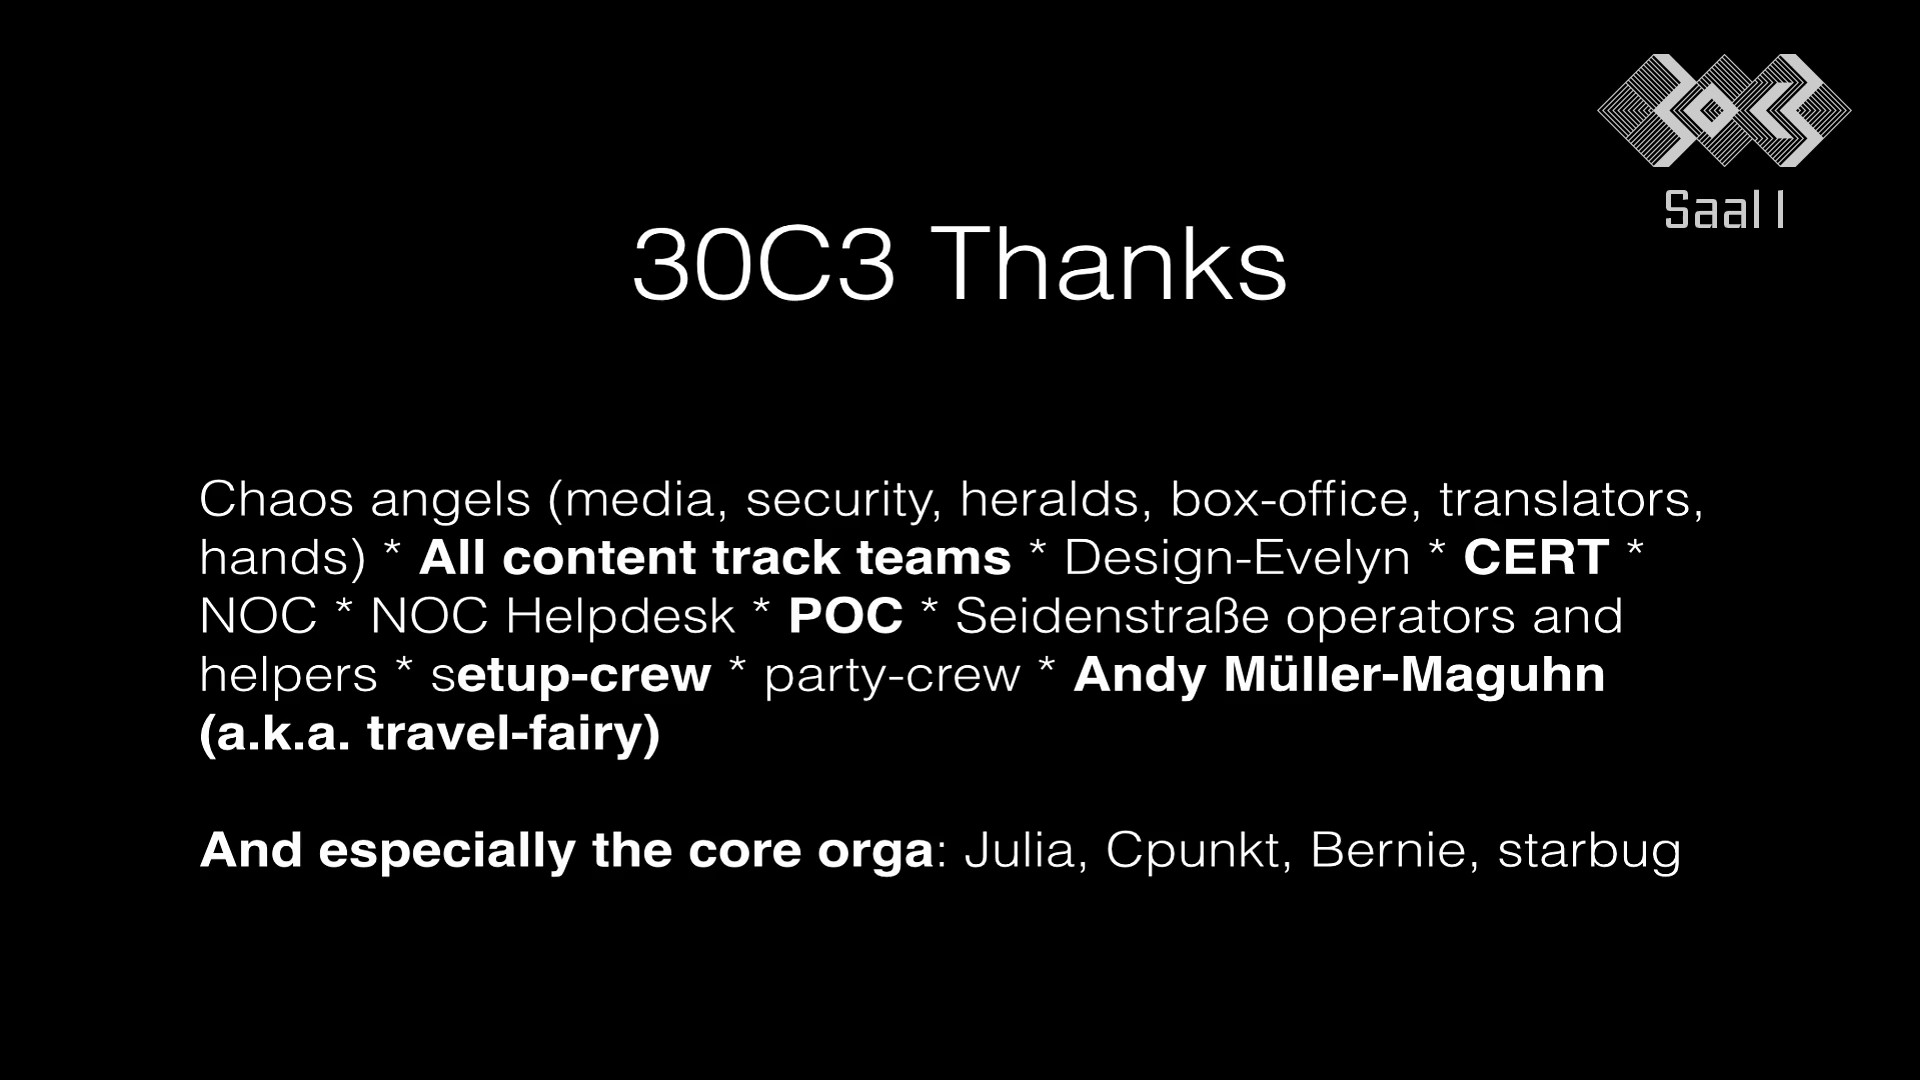 30C3
Saal 1
30C3 Thanks
Chaos angels (media, security, heralds, box-office, translators,
hands) * All content track teams * Design-Evelyn * CERT *
NOC * NOC Helpdesk * POC * Seidenstraße operators and
helpers * setup-crew * party-crew * Andy Müller-Maguhn
(a.k.a. travel-fairy)
And especially the core orga: Julia, Cpunkt, Bernie, starbug